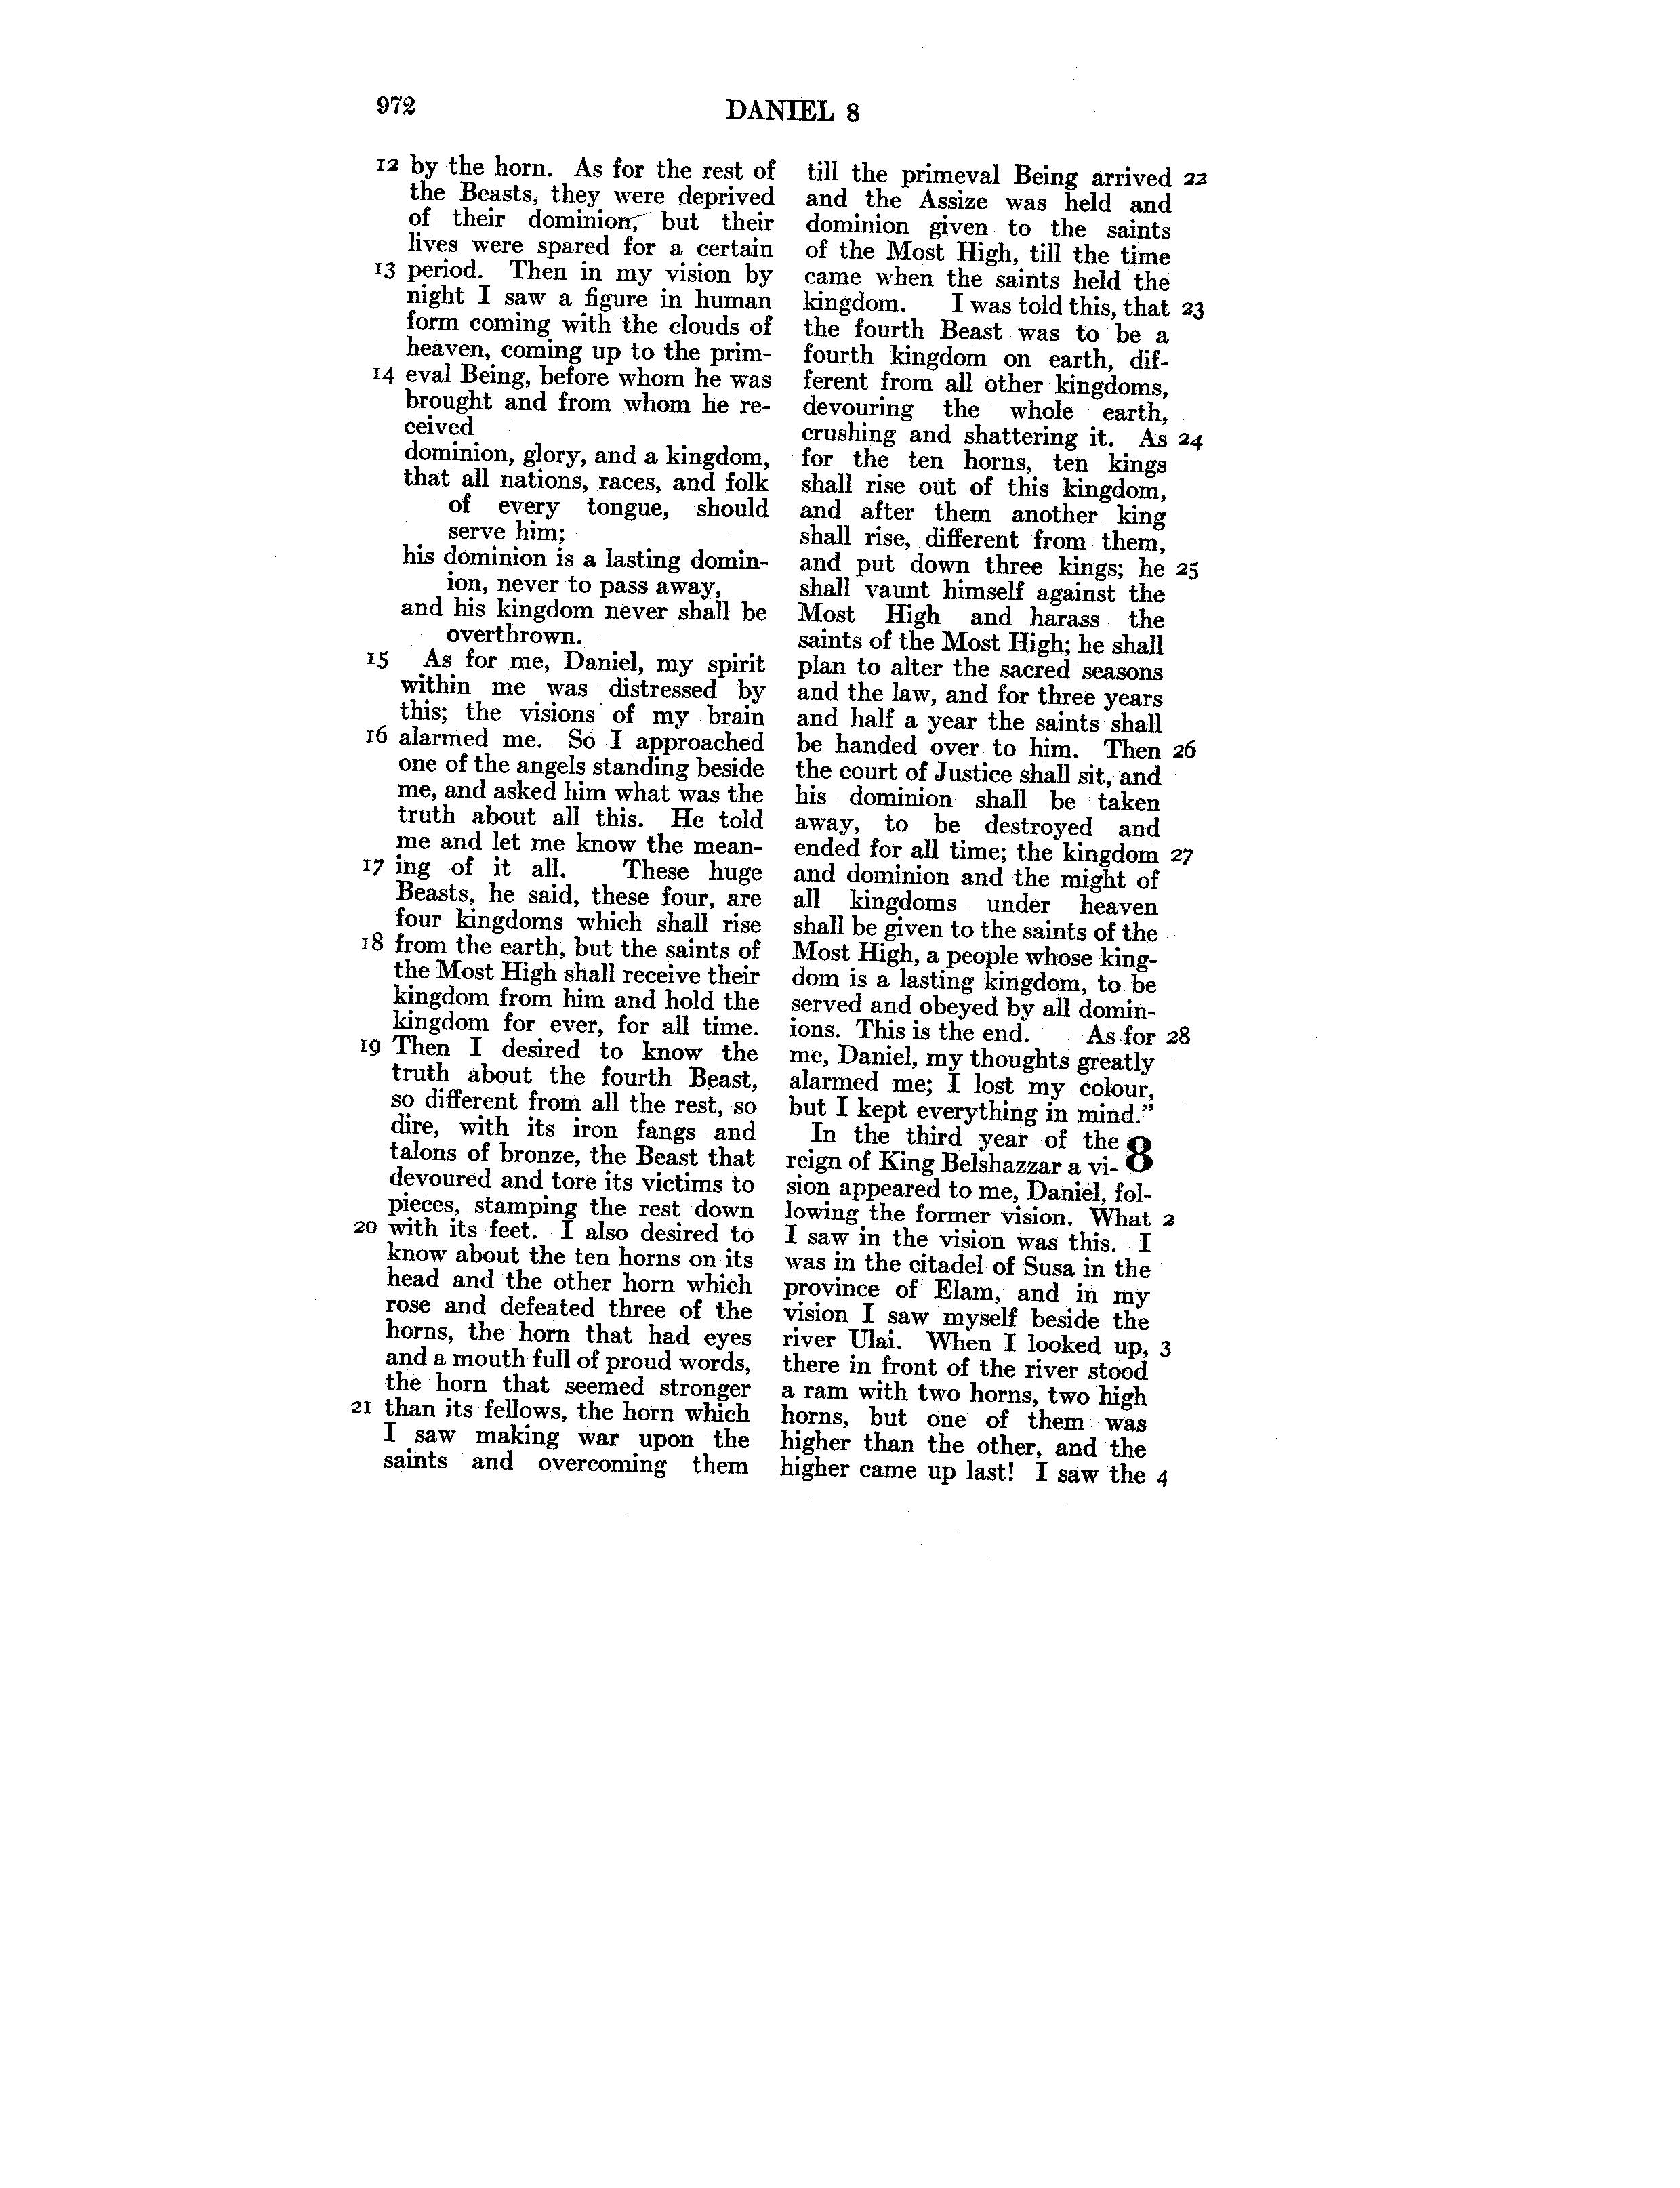 972
DANIEL 8
12 by the horn. As for the rest of
the Beasts, they were deprived
of their dominion, but their
lives were spared for a certain
13 period. Then in my vision by
night I saw a figure in human
form coming with the clouds of
heaven, coming up to the prim-
14 eval Being, before whom he was
brought and from whom he re-
ceived
dominion, glory, and a kingdom,
that all nations, races, and folk
of every tongue, should
serve him;
his dominion is a lasting domin-
ion, never to pass away,
and his kingdom never shall be
overthrown.
15 As for me, Daniel, my spirit
within me was distressed by
this; the visions of my brain
16 alarmed me. So I approached
one of the angels standing beside
me, and asked him what was the
truth about all this. He told
me and let me know the mean-
17 ing of it all. These huge
Beasts, he said, these four, are
four kingdoms which shall rise
18 from the earth, but the saints of
the Most High shall receive their
kingdom from him and hold the
kingdom for ever, for all time.
19 Then I desired to know the
truth about the fourth Beast,
so different from all the rest, so
dire, with its iron fangs and
talons of bronze, the Beast that
devoured and tore its victims to
pieces, stamping the rest down
20 with its feet. I also desired to
know about the ten horns on its
head and the other horn which
rose and defeated three of the
horns, the horn that had eyes
and a mouth full of proud words,
the horn that seemed stronger
21 than its fellows, the horn which
I saw making war upon the
saints and overcoming them
till the primeval Being arrived 22
and the Assize was held and
dominion given to the saints
of the Most High, till the time
came when the saints held the
kingdom. I was told this, that 23
the fourth Beast was to be a
fourth kingdom on earth, dif-
ferent from all other kingdoms,
devouring the whole earth,
crushing and shattering it. As 24
for the ten horns, ten kings
shall rise out of this kingdom,
and after them another king
shall rise, different from them,
and put down three kings; he 25
shall vaunt himself against the
Most High and harass the
saints of the Most High; he shall
plan to alter the sacred seasons
and the law, and for three years
and half a year the saints shall
be handed over to him. Then 26
the court of Justice shall sit, and
his dominion shall be taken
away, to be destroyed and
ended for all time; the kingdom 27
and dominion and the might of
all kingdoms under heaven
shall be given to the saints of the
Most High, a people whose king-
dom is a lasting kingdom, to be
served and obeyed by all domin-
ions. This is the end. As for 28
me, Daniel, my thoughts greatly
alarmed me; I lost my colour,
but I kept everything in mind.”
In the third year of the 8
reign of King Belshazzar a vi-
sion appeared to me, Daniel, fol-
lowing the former vision. What 2
I saw in the vision was this. I
was in the citadel of Susa in the
province of Elam, and in my
vision I saw myself beside the
river Ulai. When I looked up, 3
there in front of the river stood
a ram with two horns, two high
horns, but one of them was
higher than the other, and the
higher came up last! I saw the 4